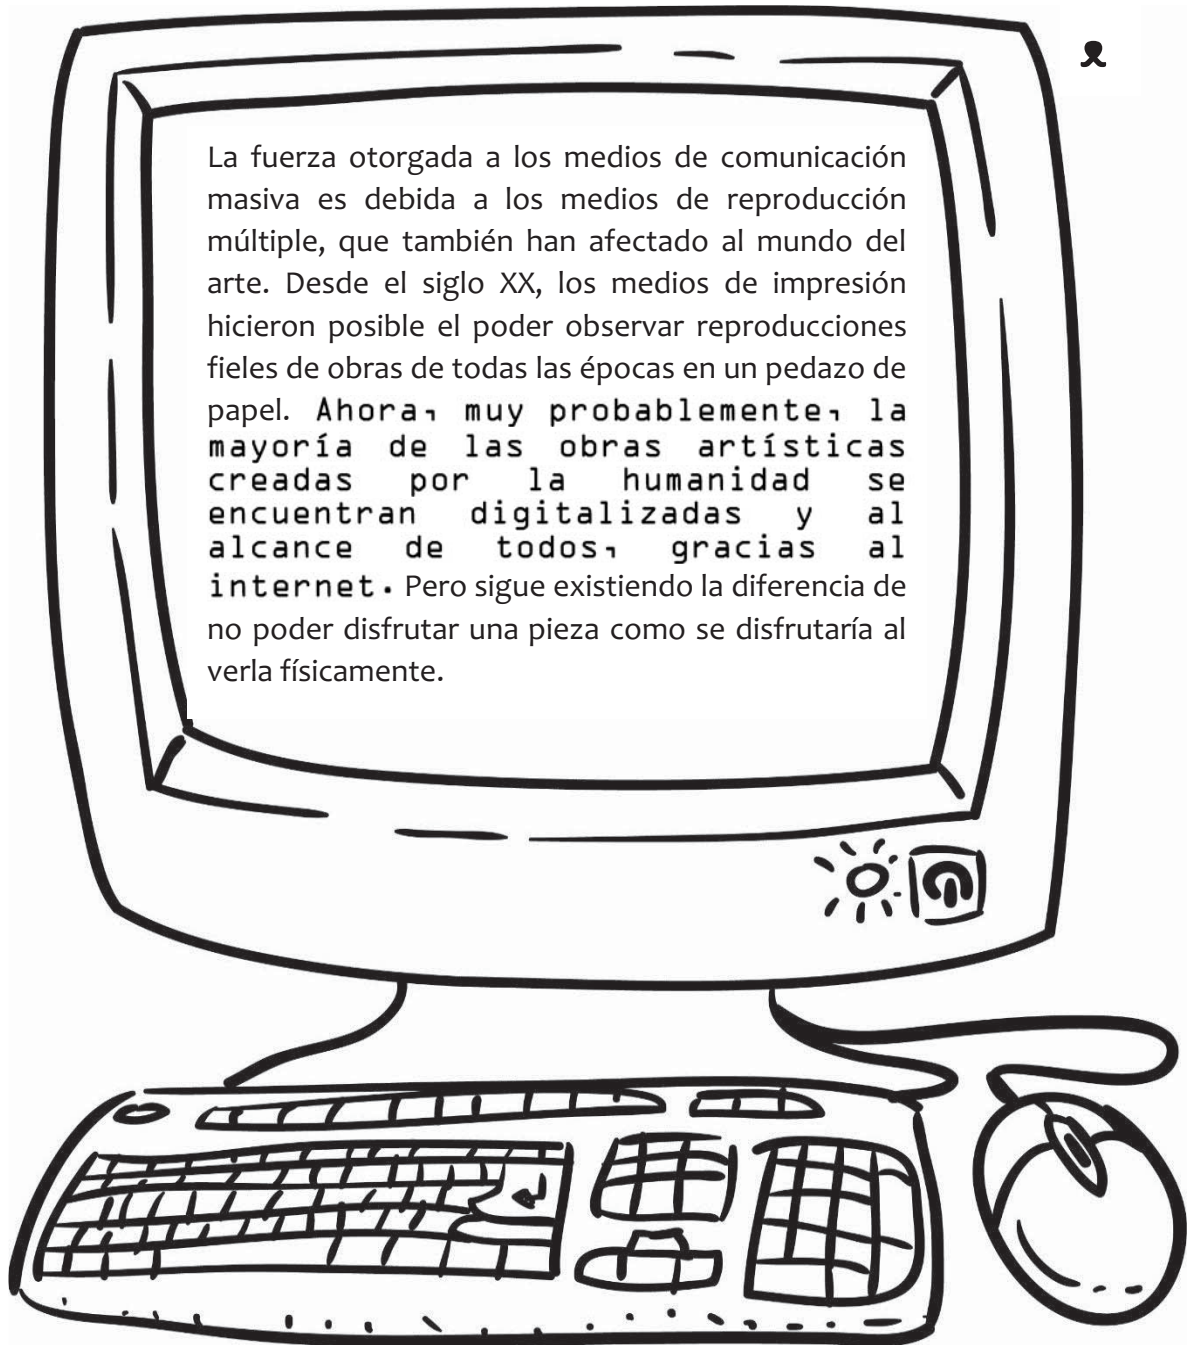 La fuerza otorgada a los medios de comunicación
masiva es debida a los medios de reproducción
múltiple, que también han afectado al mundo del
arte. Desde el siglo XX, los medios de impresión
hicieron posible el poder observar reproducciones
fieles de obras de todas las épocas en un pedazo de
papel. Ahora, muy probablemente, la
mayoría de las obras artísticas
creadas por la humanidad se
encuentran digitalizadas y al
alcance de todos, gracias al
internet. Pero sigue existiendo la diferencia de
no poder disfrutar una pieza como se disfrutaría al
verla físicamente.